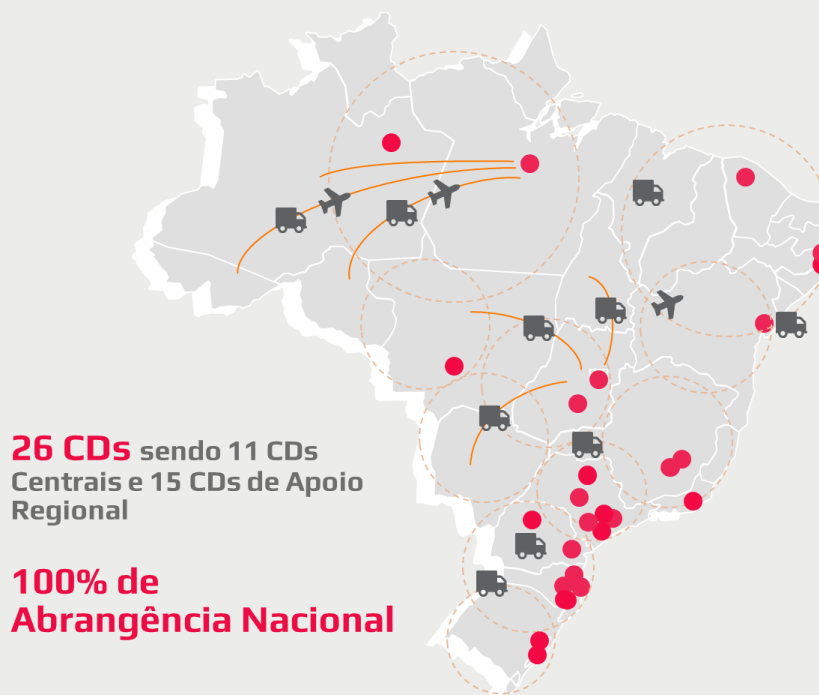 26 CDs sendo 11 CDs
Centrais e 15 CDs de Apoio
Regional
100% de
Abrangência Nacional